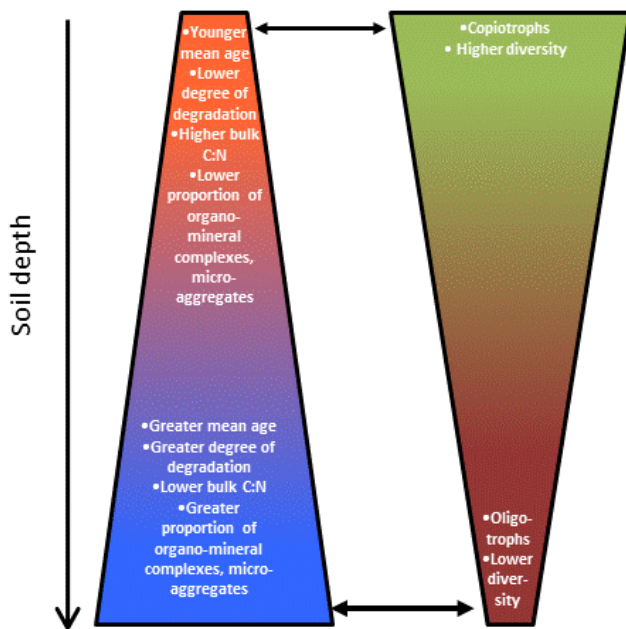 Soil depth
•Younger
mean age
•Lower
degree of
degradation
•Higher bulk
C:N
•Lower
proportion of
organo-
mineral
complexes,
micro-
aggregates
•Greater mean age
•Greater degree of
degradation
•Lower bulk C:N
•Greater
proportion of
organo-mineral
complexes, micro-
aggregates
•Copiotrophs
• Higher diversity
•Oligo-
trophs
•Lower
diver-
sity